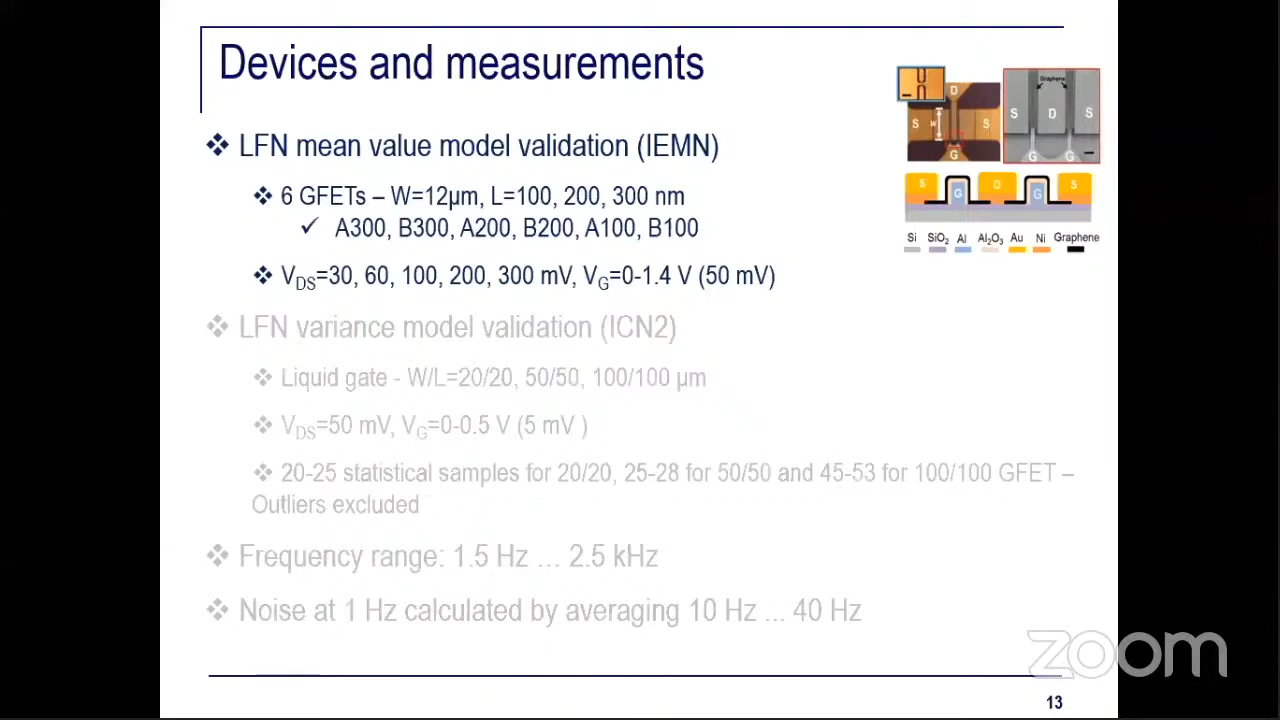 Devices and measurements
❖ LFN mean value model validation (IEMN)
❖ 6 GFETs – W=12μm, L=100, 200, 300 nm
✓ A300, B300, A200, B200, A100, B100
❖ VDS=30, 60, 100, 200, 300 mV, VG=0-1.4 V (50 mV)
❖ LFN variance model validation (ICN2)
❖ Liquid gate - W/L=20/20, 50/50, 100/100 μm
❖ VDS=50 mV, VG=0-0.5 V (5 mV )
❖ 20-25 statistical samples for 20/20, 25-28 for 50/50 and 45-53 for 100/100 GFET –
Outliers excluded
❖ Frequency range: 1.5 Hz … 2.5 kHz
❖ Noise at 1 Hz calculated by averaging 10 Hz ... 40 Hz
D
S W S
G
Graphene
S D S
G G
S G D G S
Si SiO2 Al Al2O3 Au Ni Graphene
zoom
13